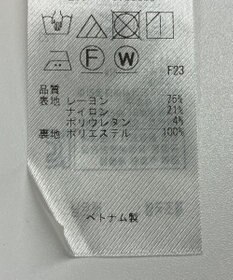 F W
F23
品質
表地 レーヨン 75%
ナイロン 21%
ポリウレタン 4%
裏地 ポリエステル 100%
ベトナム製